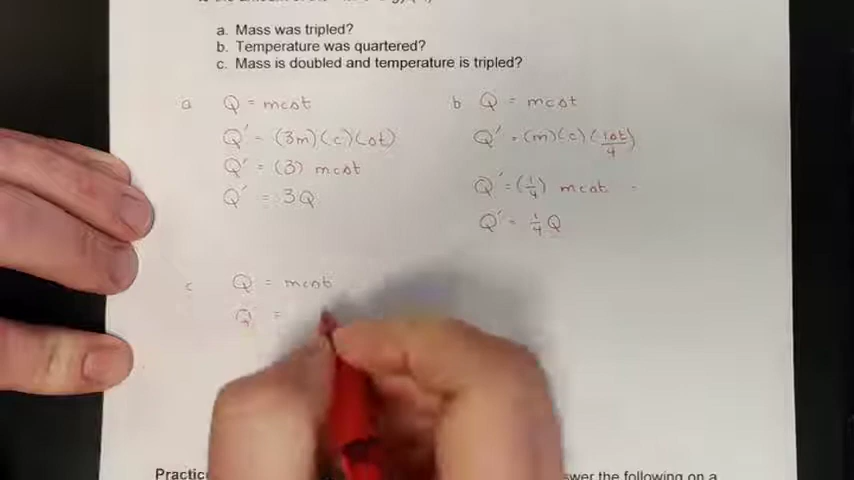 a. Mass was tripled?
b. Temperature was quartered?
c. Mass is doubled and temperature is tripled?
a Q = mcΔt
Q' = (3m)(c)(Δt)
Q' = (3) mcΔt
Q' = 3Q
b Q = mcΔt
Q' = (m)(c)(1Δt/4)
Q' = (1/4) mcΔt =
Q' = 1/4 Q
c Q = mcΔt
Q' =
Practic
swer the following on a